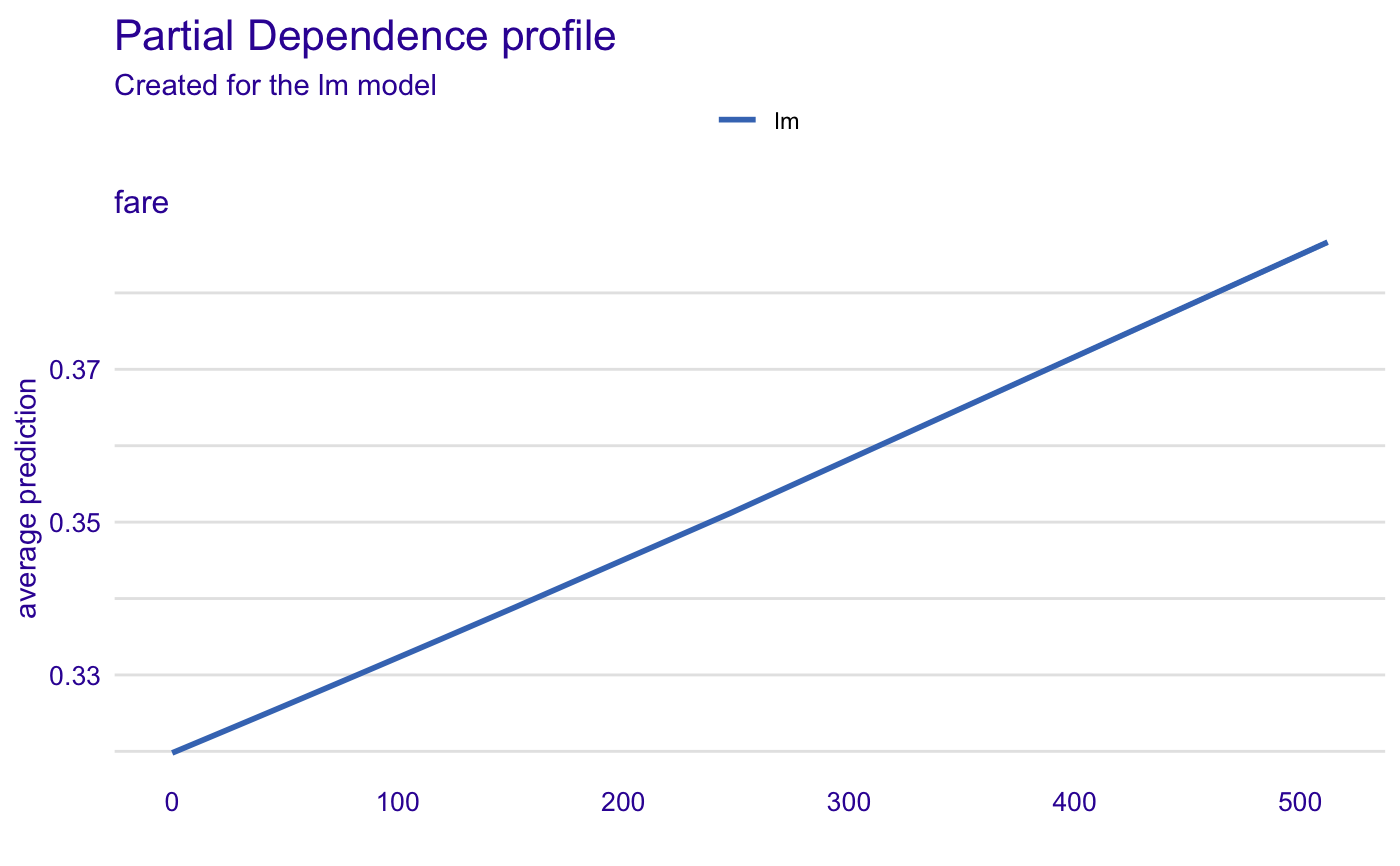 Partial Dependence profile
Created for the lm model
lm
fare
average prediction
0.37
0.35
0.33
0 100 200 300 400 500